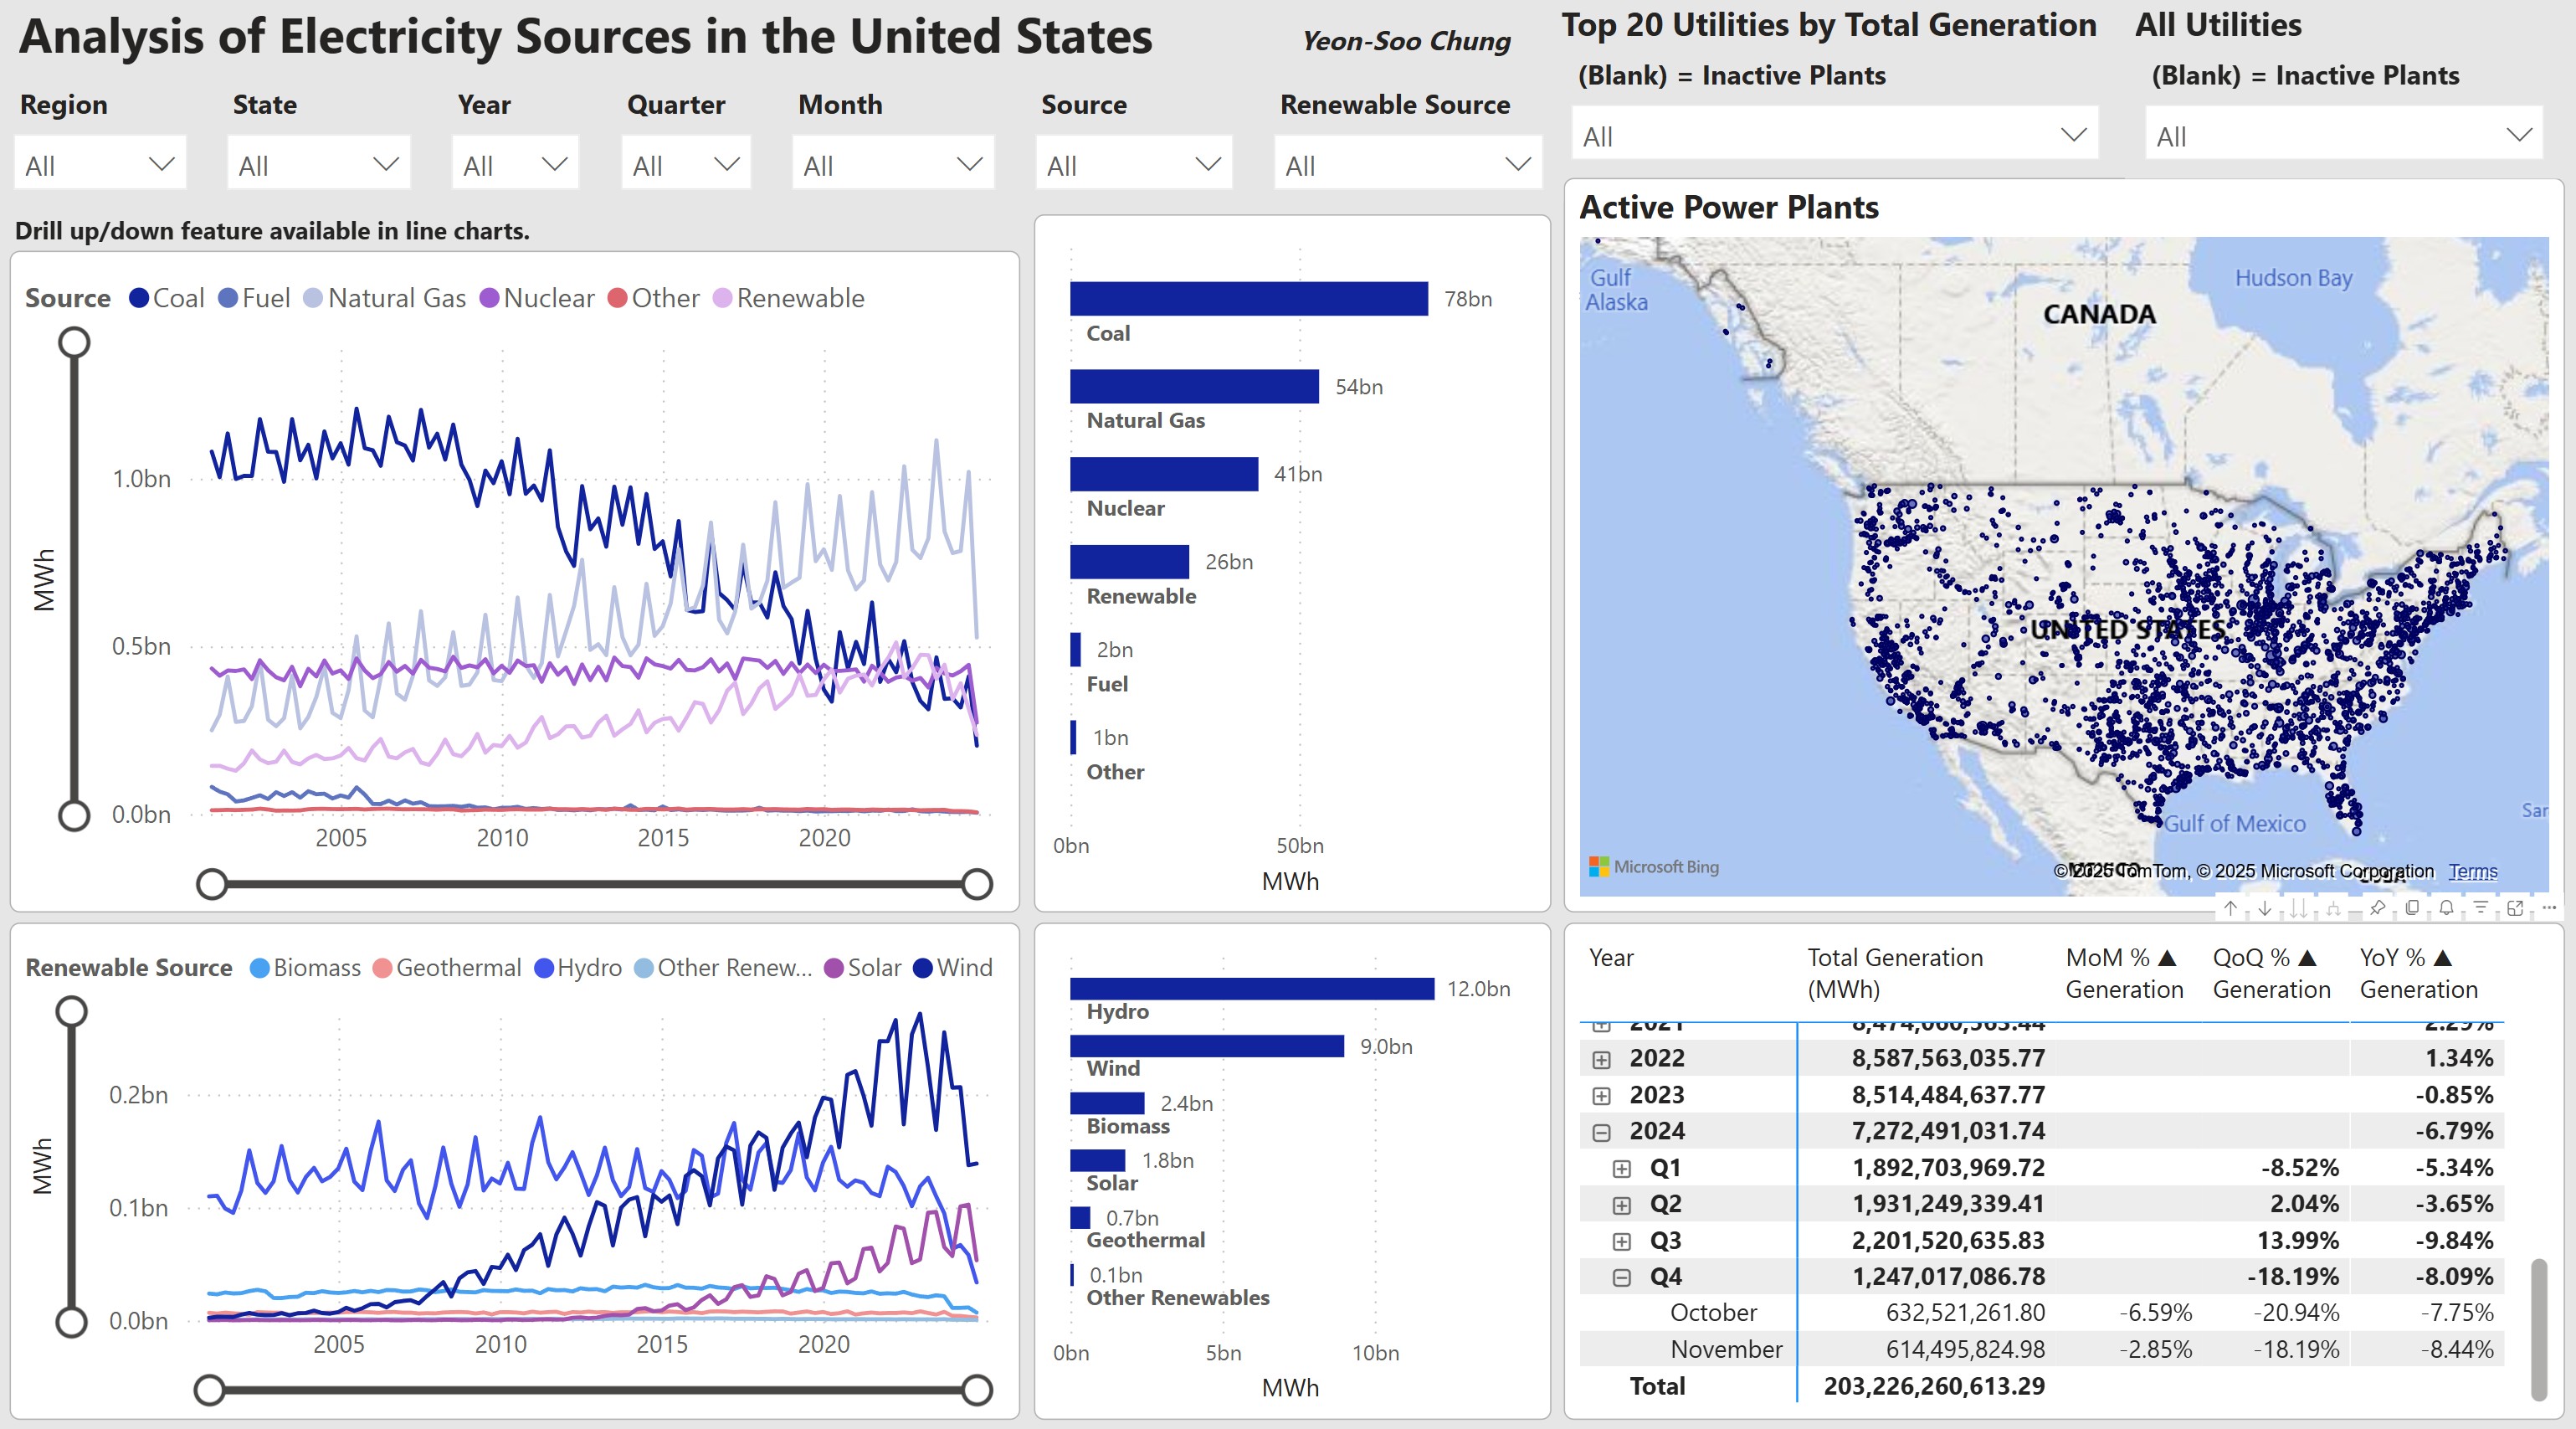 Analysis of Electricity Sources in the United States
Yeon-Soo Chung
Top 20 Utilities by Total Generation
All Utilities
(Blank) = Inactive Plants
(Blank) = Inactive Plants
Region
State
Year
Quarter
Month
Source
Renewable Source
All
All
All
All
All
All
All
All
All
Drill up/down feature available in line charts.
Source
Coal
Fuel
Natural Gas
Nuclear
Other
Renewable
MWh
1.0bn
0.5bn
0.0bn
2005
2010
2015
2020
78bn
Coal
54bn
Natural Gas
41bn
Nuclear
26bn
Renewable
2bn
Fuel
1bn
Other
0bn
50bn
MWh
Active Power Plants
Gulf
Alaska
Hudson Bay
CANADA
UNITED STATES
Gulf of Mexico
Sar
Microsoft Bing
© 2025 TomTom, © 2025 Microsoft Corporation Terms
Renewable Source
Biomass
Geothermal
Hydro
Other Renew...
Solar
Wind
MWh
0.2bn
0.1bn
0.0bn
2005
2010
2015
2020
12.0bn
Hydro
9.0bn
Wind
2.4bn
Biomass
1.8bn
Solar
0.7bn
Geothermal
0.1bn
Other Renewables
0bn
5bn
10bn
MWh
Year
Total Generation
(MWh)
MoM % ▲
Generation
QoQ % ▲
Generation
YoY % ▲
Generation
2022 8,587,563,035.77 1.34%
2023 8,514,484,637.77 -0.85%
2024 7,272,491,031.74 -6.79%
Q1 1,892,703,969.72 -8.52% -5.34%
Q2 1,931,249,339.41 2.04% -3.65%
Q3 2,201,520,635.83 13.99% -9.84%
Q4 1,247,017,086.78 -18.19% -8.09%
October 632,521,261.80 -6.59% -20.94% -7.75%
November 614,495,824.98 -2.85% -18.19% -8.44%
Total 203,226,260,613.29